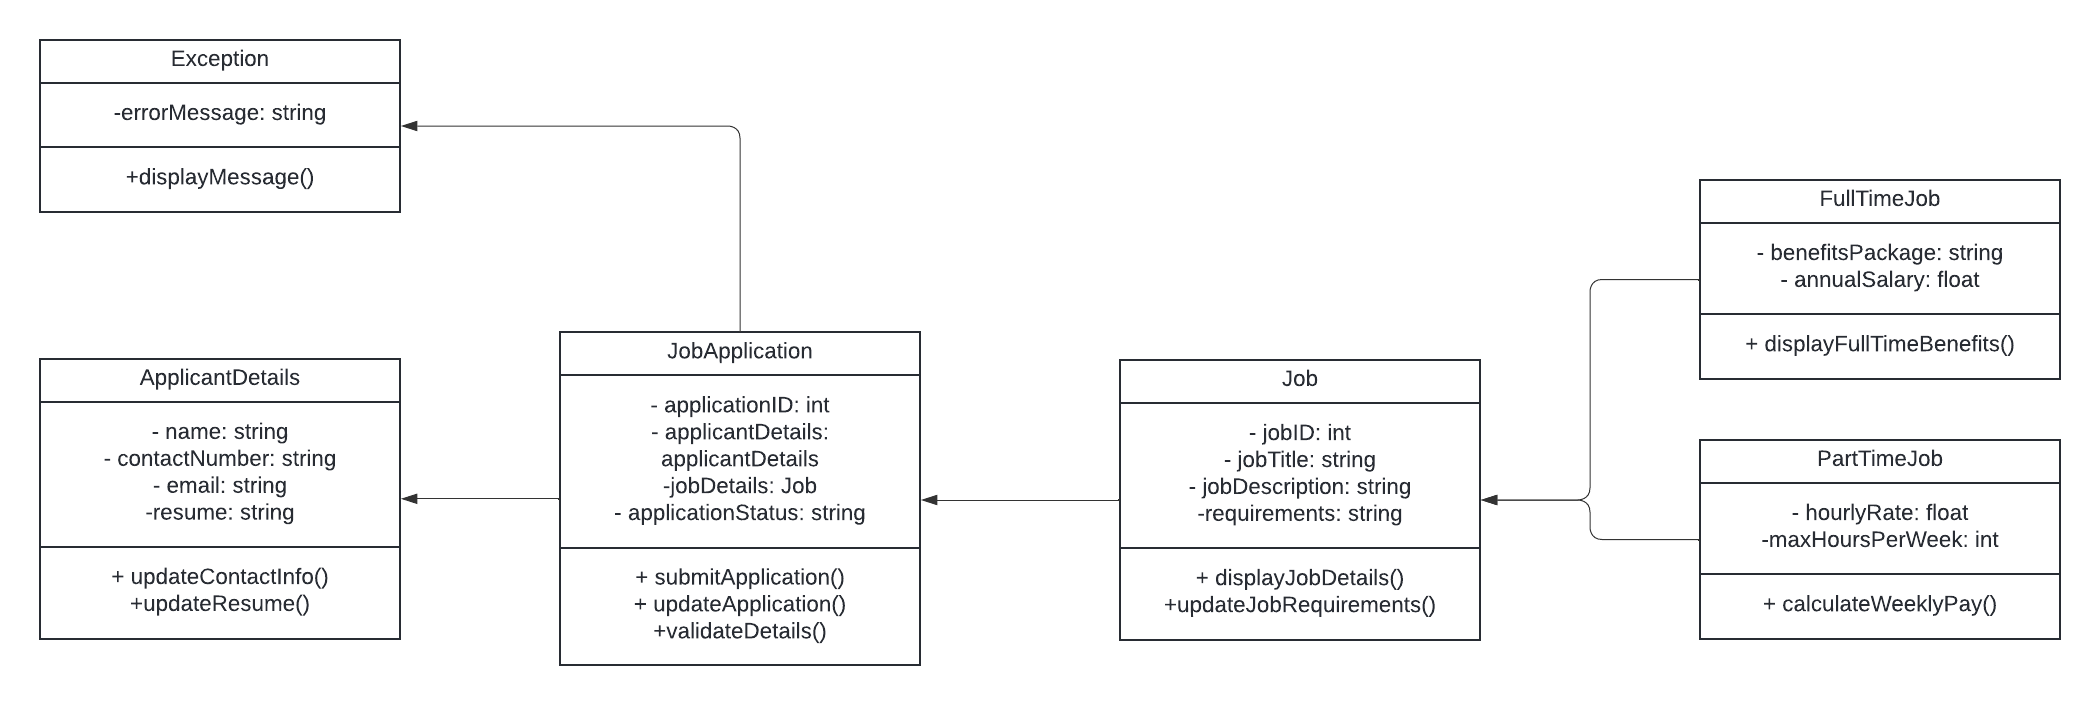 Exception
-errorMessage: string
+displayMessage()
ApplicantDetails
- name: string
- contactNumber: string
- email: string
-resume: string
+ updateContactInfo()
+updateResume()
JobApplication
- applicationID: int
- applicantDetails:
applicantDetails
-jobDetails: Job
- applicationStatus: string
+ submitApplication()
+ updateApplication()
+validateDetails()
Job
- jobID: int
- jobTitle: string
- jobDescription: string
-requirements: string
+ displayJobDetails()
+updateJobRequirements()
FullTimeJob
- benefitsPackage: string
- annualSalary: float
+ displayFullTimeBenefits()
PartTimeJob
- hourlyRate: float
-maxHoursPerWeek: int
+ calculateWeeklyPay()